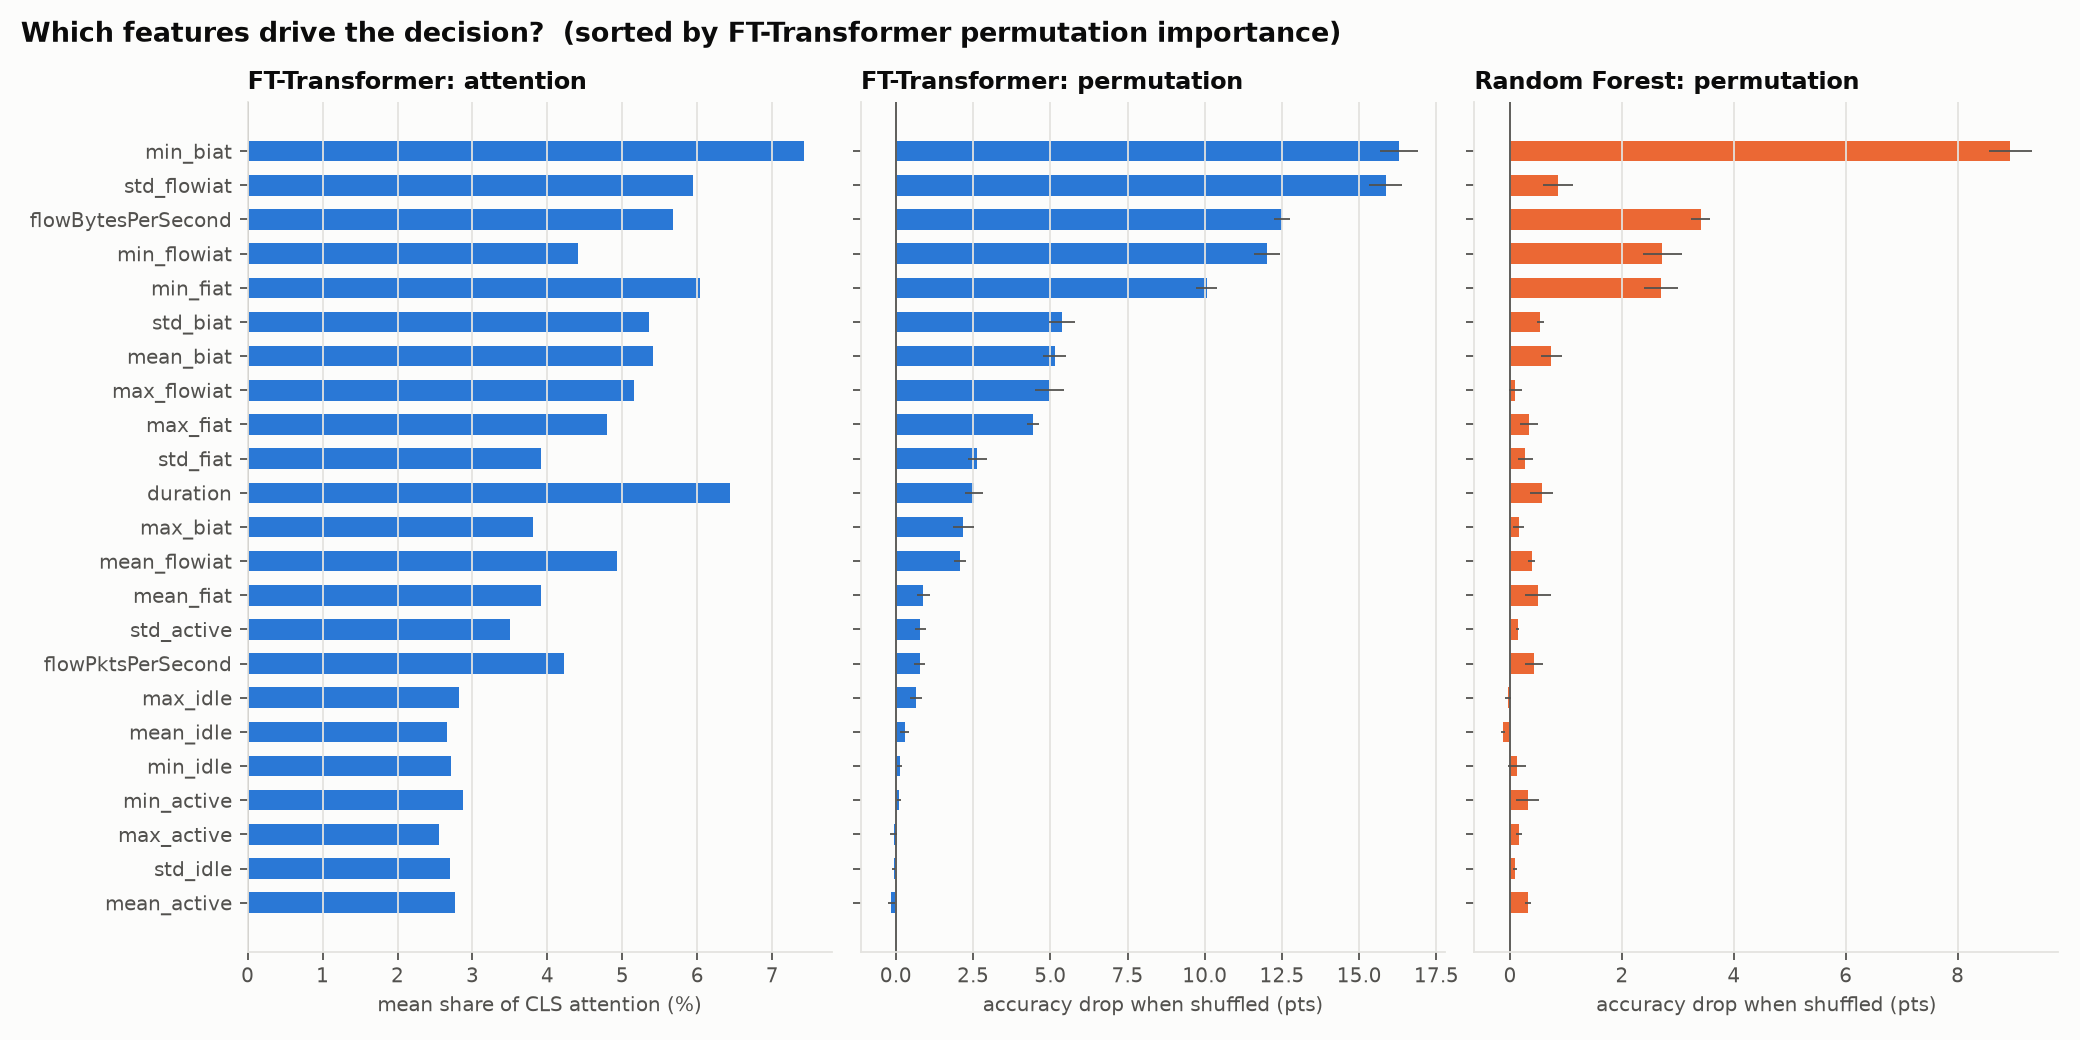 Which features drive the decision?  (sorted by FT-Transformer permutation importance)
FT-Transformer: attention
FT-Transformer: permutation
Random Forest: permutation
min_biat
std_flowiat
flowBytesPerSecond
min_flowiat
min_fiat
std_biat
mean_biat
max_flowiat
max_fiat
std_fiat
duration
max_biat
mean_flowiat
mean_fiat
std_active
flowPktsPerSecond
max_idle
mean_idle
min_idle
min_active
max_active
std_idle
mean_active
0 1 2 3 4 5 6 7
mean share of CLS attention (%)
0.0 2.5 5.0 7.5 10.0 12.5 15.0 17.5
accuracy drop when shuffled (pts)
0 2 4 6 8
accuracy drop when shuffled (pts)